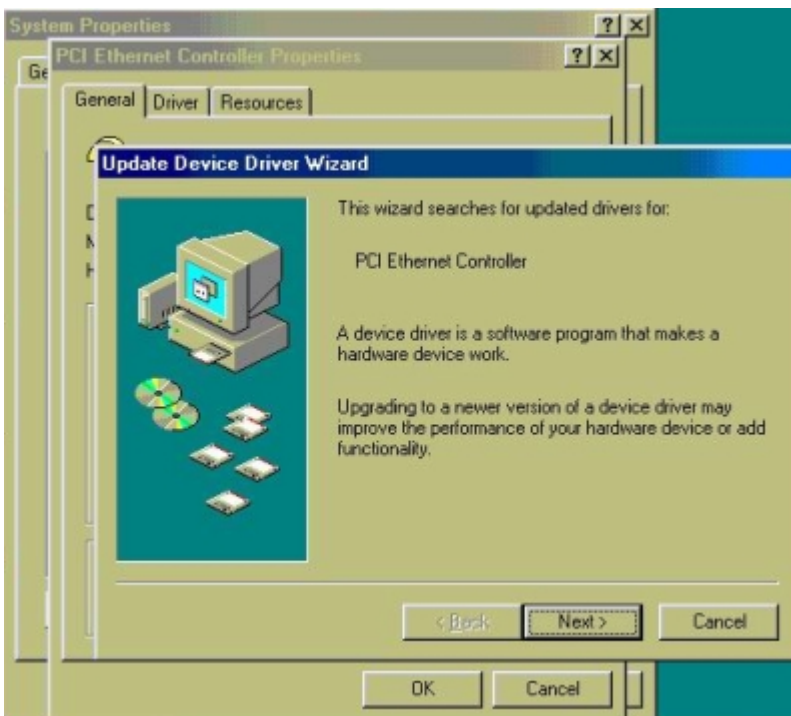 System Properties
PCI Ethernet Controller Properties
Ge
General Driver Resources
Update Device Driver Wizard
This wizard searches for updated drivers for:
PCI Ethernet Controller
A device driver is a software program that makes a
hardware device work.
Upgrading to a newer version of a device driver may
improve the performance of your hardware device or add
functionality.
< Back Next > Cancel
OK Cancel